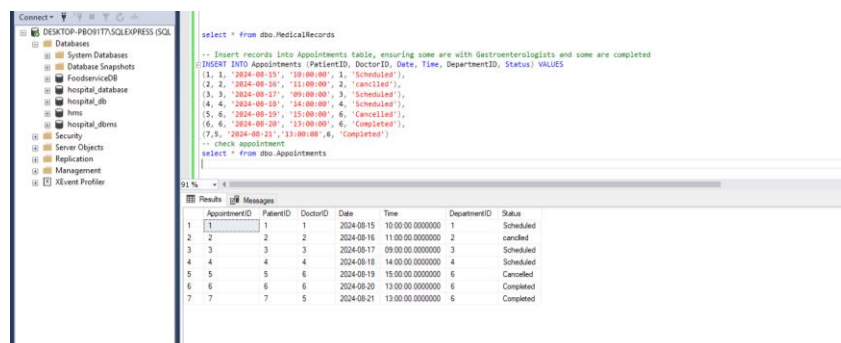 Connect
DESKTOP-PBO91T7\SQLEXPRESS (SQL
Databases
System Databases
Database Snapshots
FoodserviceDB
hospital_database
hospital_db
hms
hospital_dbms
Security
Server Objects
Replication
Management
XEvent Profiler
select * from dbo.MedicalRecords
-- Insert records into Appointments table, ensuring some are with Gastroenterologists and some are completed
INSERT INTO Appointments (PatientID, DoctorID, Date, Time, DepartmentID, Status) VALUES
(1, 1, '2024-08-15', '10:00:00', 1, 'Scheduled'),
(2, 2, '2024-08-16', '11:00:00', 2, 'canclled'),
(3, 3, '2024-08-17', '09:00:00', 3, 'Scheduled'),
(4, 4, '2024-08-18', '14:00:00', 4, 'Scheduled'),
(5, 6, '2024-08-19', '15:00:00', 6, 'Cancelled'),
(6, 6, '2024-08-20', '13:00:00', 6, 'Completed'),
(7,5, '2024-08-21','13:00:00',6, 'Completed')
-- check appointment
select * from dbo.Appointments
91 %
Results Messages
AppointmentID PatientID DoctorID Date Time DepartmentID Status
1 1 1 1 2024-08-15 10:00:00.0000000 1 Scheduled
2 2 2 2 2024-08-16 11:00:00.0000000 2 canclled
3 3 3 3 2024-08-17 09:00:00.0000000 3 Scheduled
4 4 4 4 2024-08-18 14:00:00.0000000 4 Scheduled
5 5 5 6 2024-08-19 15:00:00.0000000 6 Cancelled
6 6 6 6 2024-08-20 13:00:00.0000000 6 Completed
7 7 7 5 2024-08-21 13:00:00.0000000 6 Completed